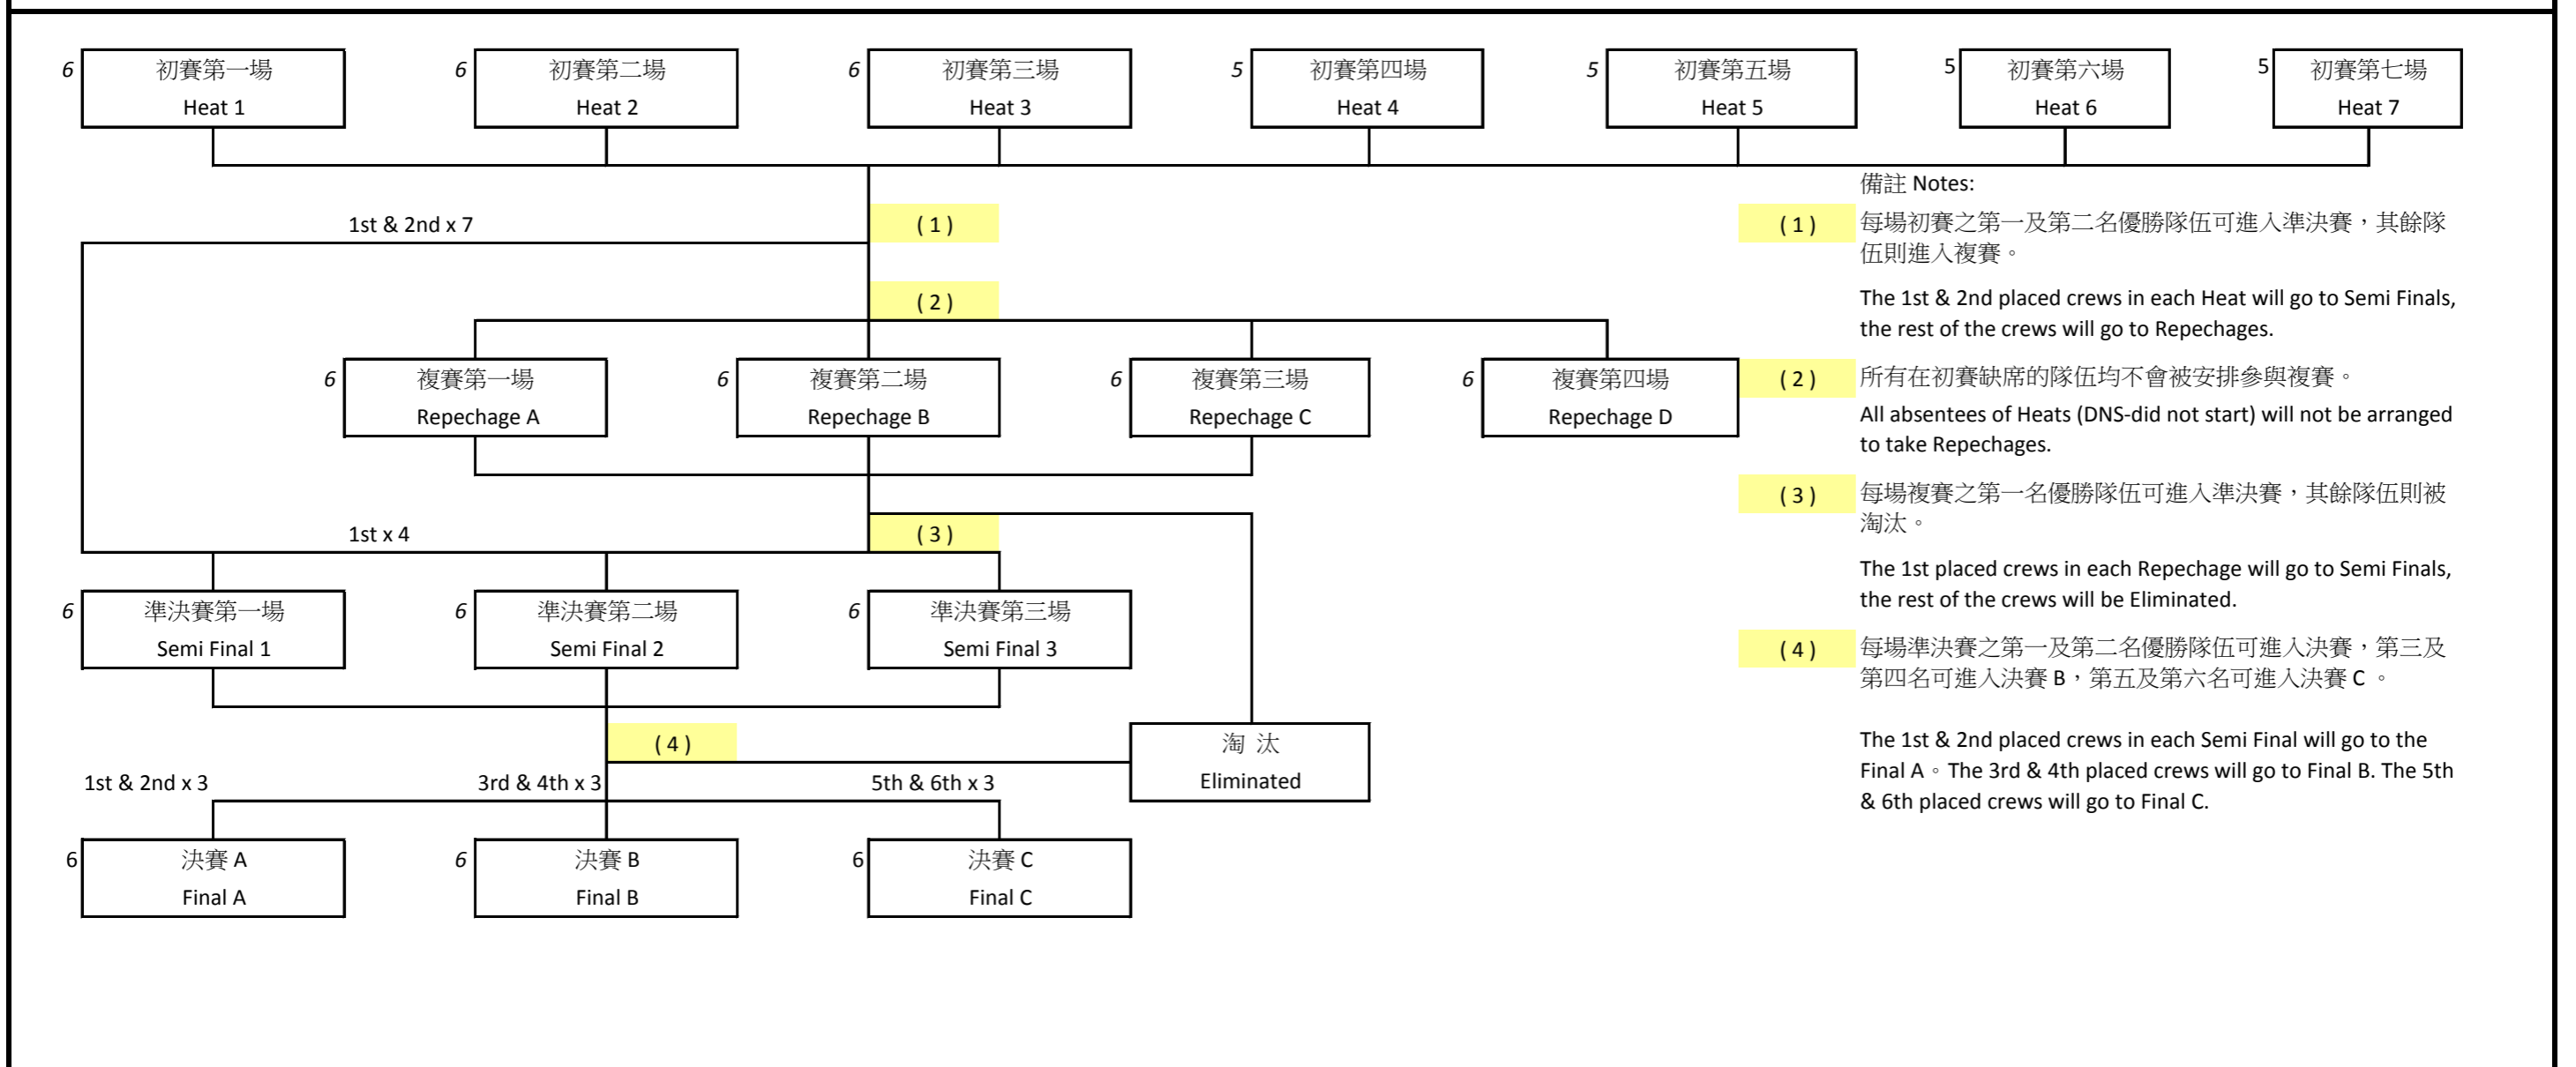 6 初賽第一場 6 初賽第二場 6 初賽第三場 5 初賽第四場 5 初賽第五場 5 初賽第六場 5 初賽第七場
Heat 1 Heat 2 Heat 3 Heat 4 Heat 5 Heat 6 Heat 7
1st & 2nd x 7 ( 1 )
( 2 )
6 複賽第一場 6 複賽第二場 6 複賽第三場 6 複賽第四場
Repechage A Repechage B Repechage C Repechage D
1st x 4 ( 3 )
6 準決賽第一場 6 準決賽第二場 6 準決賽第三場
Semi Final 1 Semi Final 2 Semi Final 3
( 4 ) 淘 汰
Eliminated
1st & 2nd x 3 3rd & 4th x 3 5th & 6th x 3
6 決賽 A 6 決賽 B 6 決賽 C
Final A Final B Final C
備註 Notes:
( 1 ) 每場初賽之第一及第二名優勝隊伍可進入準決賽，其餘隊
伍則進入複賽。
The 1st & 2nd placed crews in each Heat will go to Semi Finals,
the rest of the crews will go to Repechages.
( 2 ) 所有在初賽缺席的隊伍均不會被安排參與複賽。
All absentees of Heats (DNS-did not start) will not be arranged
to take Repechages.
( 3 ) 每場複賽之第一名優勝隊伍可進入準決賽，其餘隊伍則被
淘汰。
The 1st placed crews in each Repechage will go to Semi Finals,
the rest of the crews will be Eliminated.
( 4 ) 每場準決賽之第一及第二名優勝隊伍可進入決賽，第三及
第四名可進入決賽 B，第五及第六名可進入決賽 C 。
The 1st & 2nd placed crews in each Semi Final will go to the
Final A。The 3rd & 4th placed crews will go to Final B. The 5th
& 6th placed crews will go to Final C.